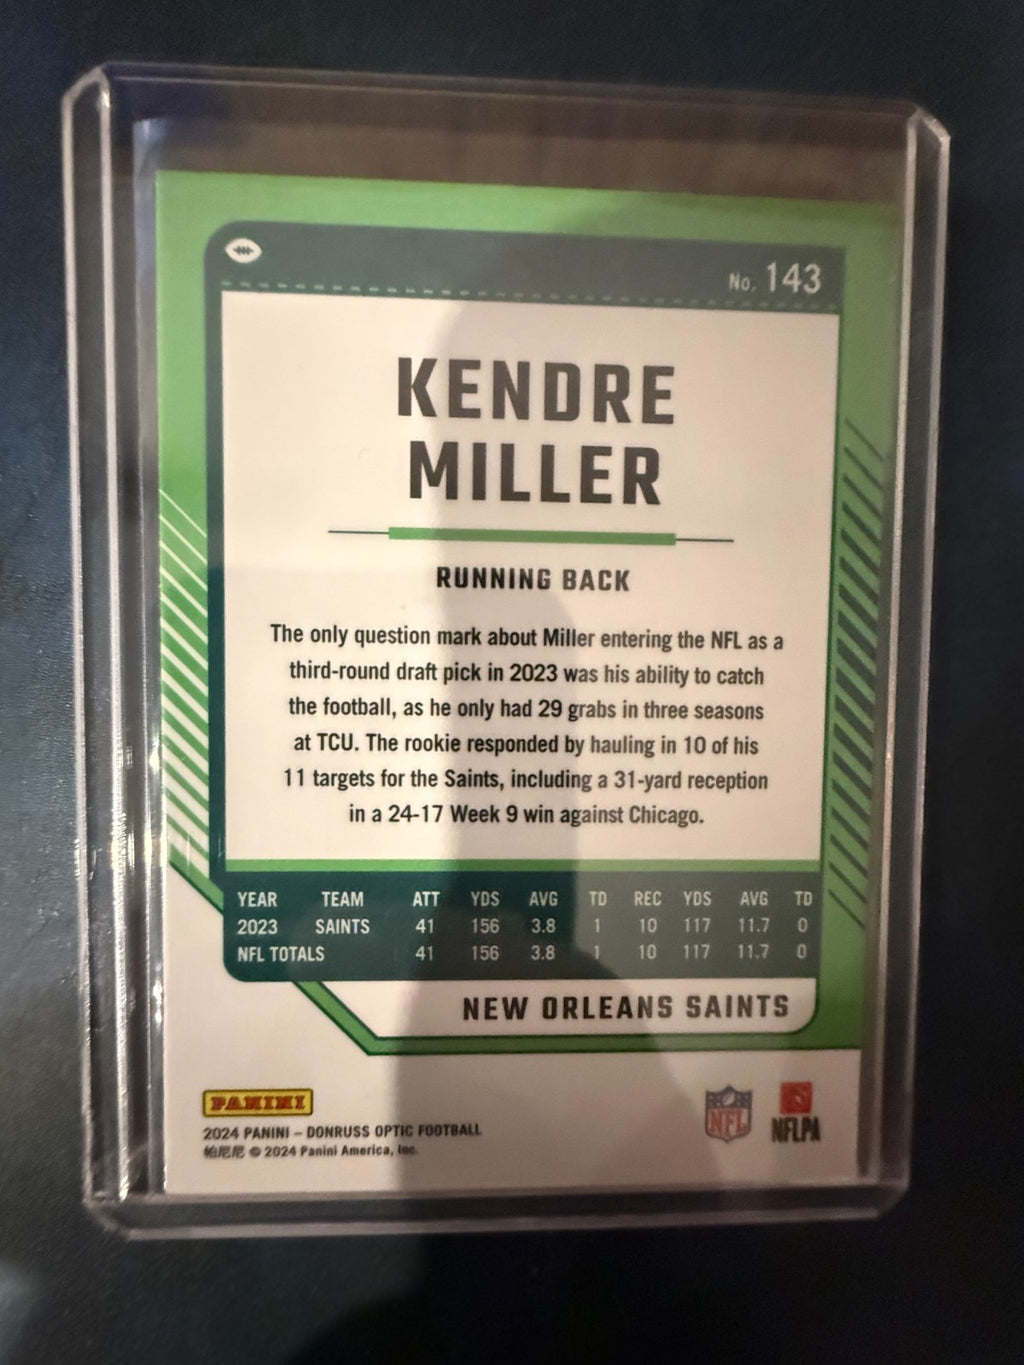 No. 143
KENDRE
MILLER
RUNNING BACK
The only question mark about Miller entering the NFL as a
third-round draft pick in 2023 was his ability to catch
the football, as he only had 29 grabs in three seasons
at TCU. The rookie responded by hauling in 10 of his
11 targets for the Saints, including a 31-yard reception
in a 24-17 Week 9 win against Chicago.
YEAR TEAM ATT YDS AVG TD REC YDS AVG TD
2023 SAINTS 41 156 3.8 1 10 117 11.7 0
NFL TOTALS 41 156 3.8 1 10 117 11.7 0
NEW ORLEANS SAINTS
PANINI
NFL
NFLPA
2024 PANINI – DONRUSS OPTIC FOOTBALL
帕尼尼 © 2024 Panini America, Inc.